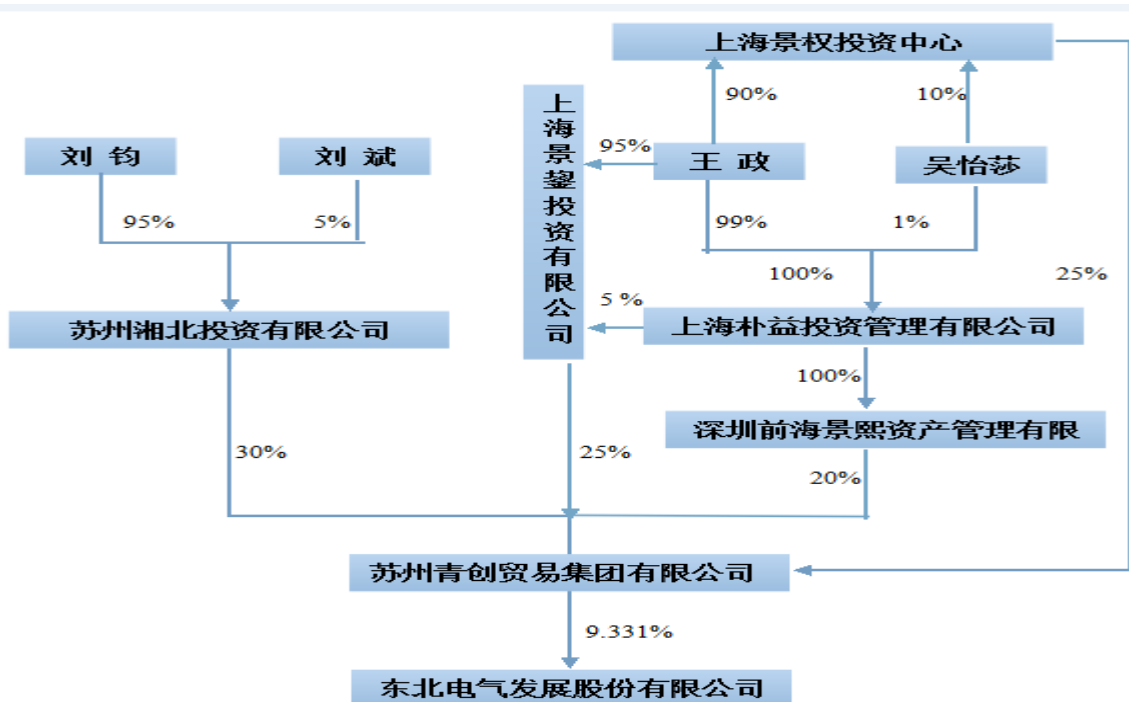 上海景权投资中心
90%
10%
上海景鋆投资有限公司
95%
刘 钧
刘 斌
王 政
吴怡莎
95%
5%
99%
1%
100%
25%
5 %
苏州湘北投资有限公司
上海朴益投资管理有限公司
100%
深圳前海景熙资产管理有限
30%
25%
20%
苏州青创贸易集团有限公司
9.331%
东北电气发展股份有限公司